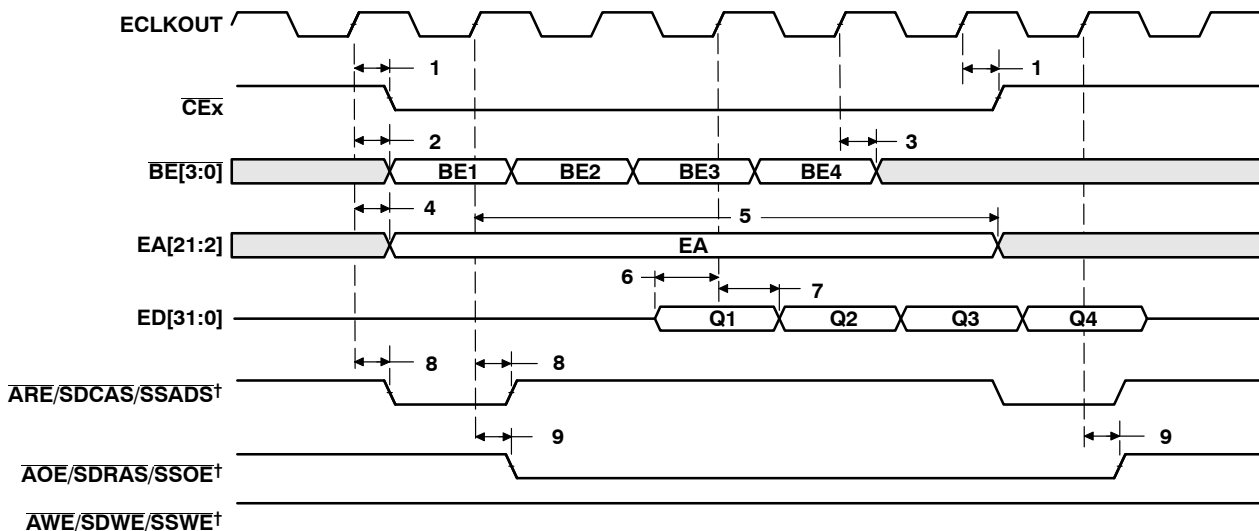 ECLKOUT
1
1
CEx
2
3
BE[3:0]
BE1
BE2
BE3
BE4
4
5
EA[21:2]
EA
6
7
ED[31:0]
Q1
Q2
Q3
Q4
8
8
ARE/SDCAS/SSADS†
9
9
AOE/SDRAS/SSOE†
AWE/SDWE/SSWE†